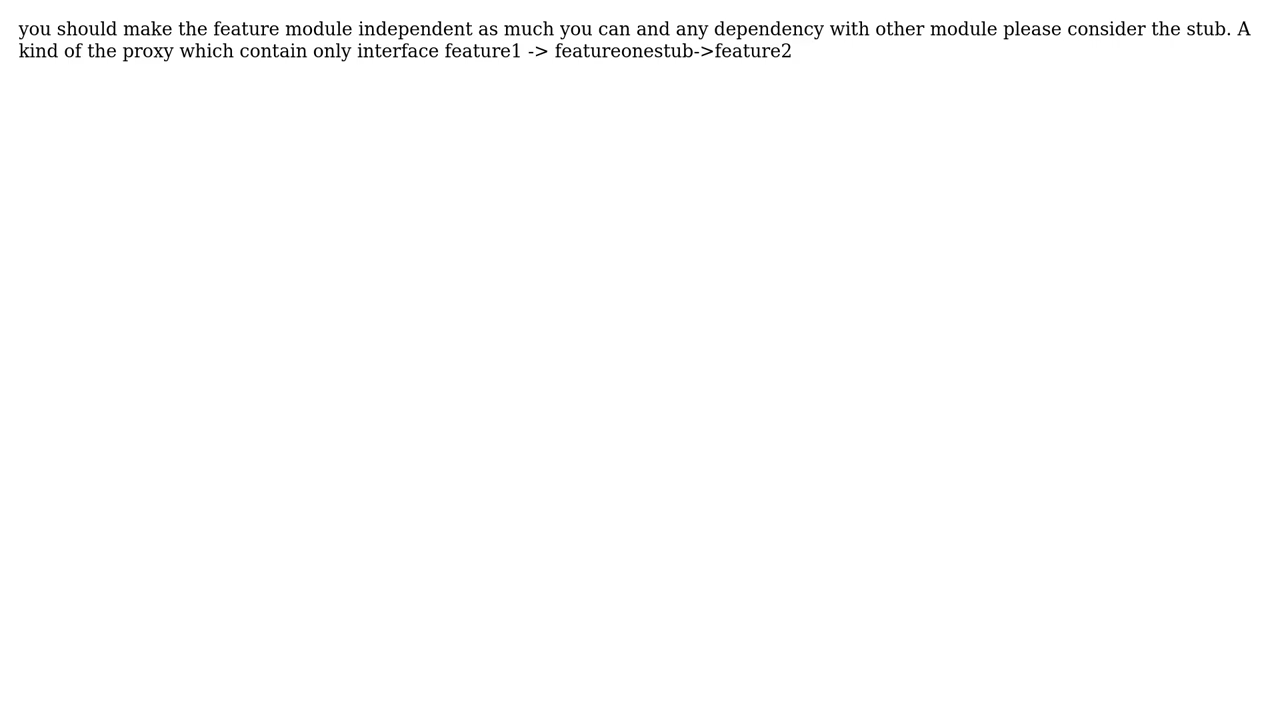 you should make the feature module independent as much you can and any dependency with other module please consider the stub. A
kind of the proxy which contain only interface feature1 -> featureonestub->feature2